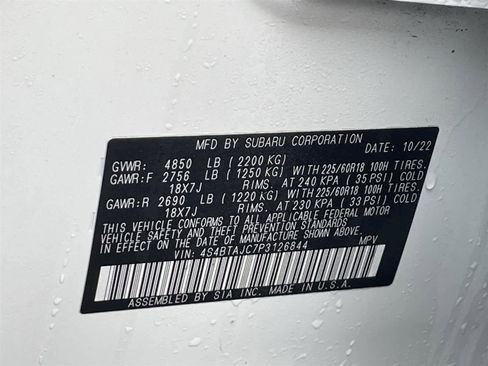 MFD BY SUBARU CORPORATION DATE: 10/22
GVWR: 4850 LB (2200 KG)
GAWR:F 2756 LB (1250 KG) WITH 225/60R18 100H TIRES.
18X7J RIMS. AT 240 KPA (35 PSI) COLD
GAWR:R 2690 LB (1220 KG) WITH 225/60R18 100H TIRES.
18X7J RIMS. AT 230 KPA (33 PSI) COLD
THIS VEHICLE CONFORMS TO ALL APPLICABLE FEDERAL MOTOR
VEHICLE SAFETY AND THEFT PREVENTION STANDARDS
IN EFFECT ON THE DATE OF MANUFACTURE SHOWN ABOVE.
VIN: 4S4BTAJC7P3126844 MPV
ASSEMBLED BY SIA INC. MADE IN U.S.A.